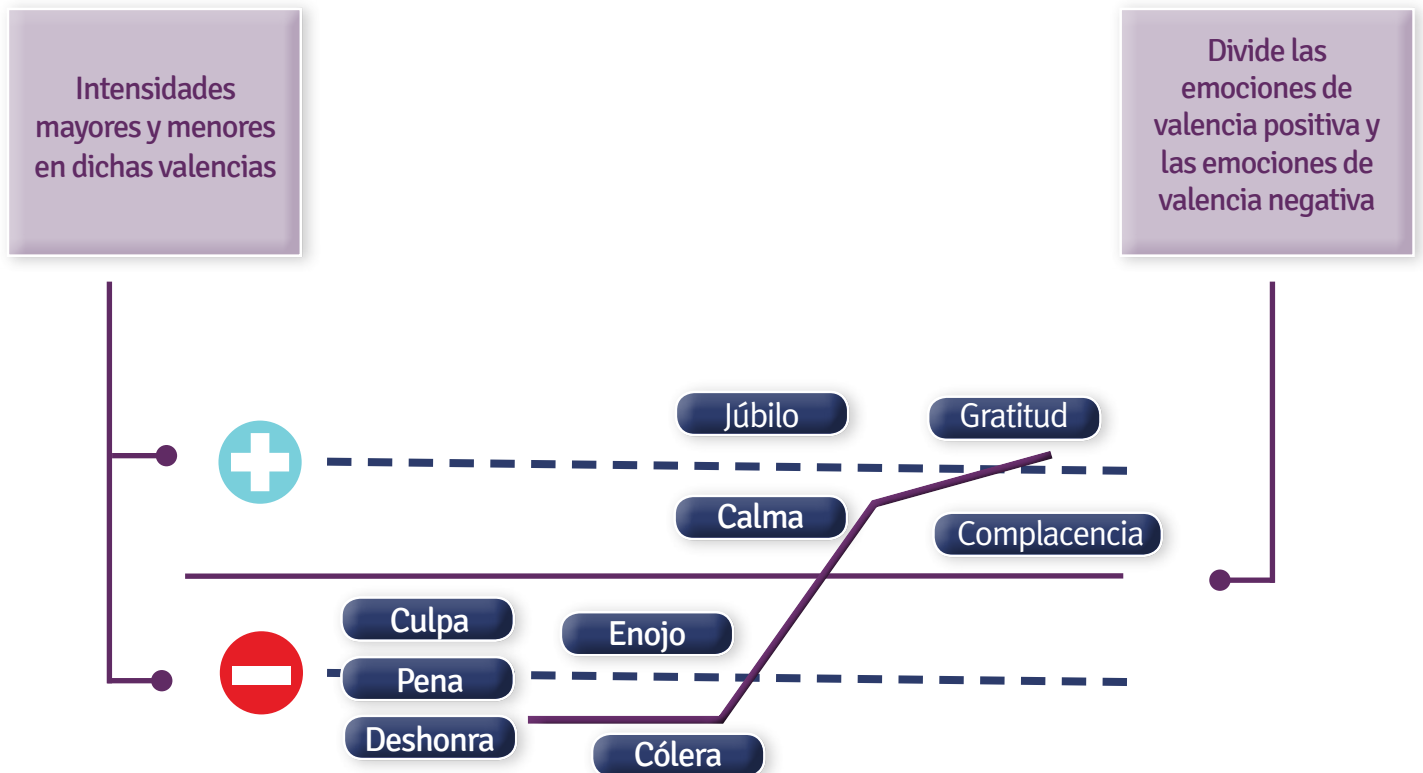 Intensidades
mayores y menores
en dichas valencias
Divide las
emociones de
valencia positiva y
las emociones de
valencia negativa
Júbilo
Gratitud
Calma
Complacencia
Culpa
Enojo
Pena
Deshonra
Cólera